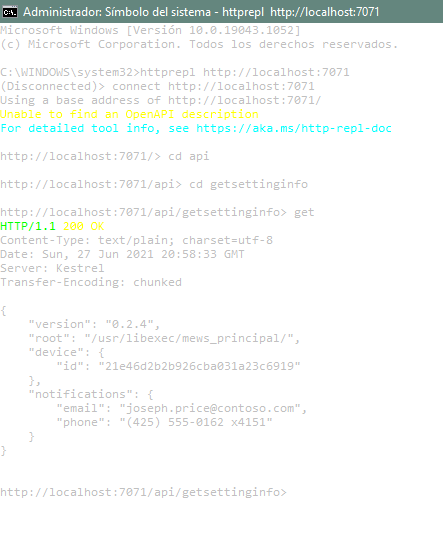 Administrador: Símbolo del sistema - httprepl http://localhost:7071
Microsoft Windows [Versión 10.0.19043.1052]
(c) Microsoft Corporation. Todos los derechos reservados.
C:\WINDOWS\system32>httprepl http://localhost:7071
(Disconnected)> connect http://localhost:7071
Using a base address of http://localhost:7071/
Unable to find an OpenAPI description
For detailed tool info, see https://aka.ms/http-repl-doc
http://localhost:7071/> cd api
http://localhost:7071/api> cd getsettinginfo
http://localhost:7071/api/getsettinginfo> get
HTTP/1.1 200 OK
Content-Type: text/plain; charset=utf-8
Date: Sun, 27 Jun 2021 20:58:33 GMT
Server: Kestrel
Transfer-Encoding: chunked
{
    "version": "0.2.4",
    "root": "/usr/libexec/mews_principal/",
    "device": {
        "id": "21e46d2b2b926cba031a23c6919"
    },
    "notifications": {
        "email": "joseph.price@contoso.com",
        "phone": "(425) 555-0162 x4151"
    }
}
http://localhost:7071/api/getsettinginfo>